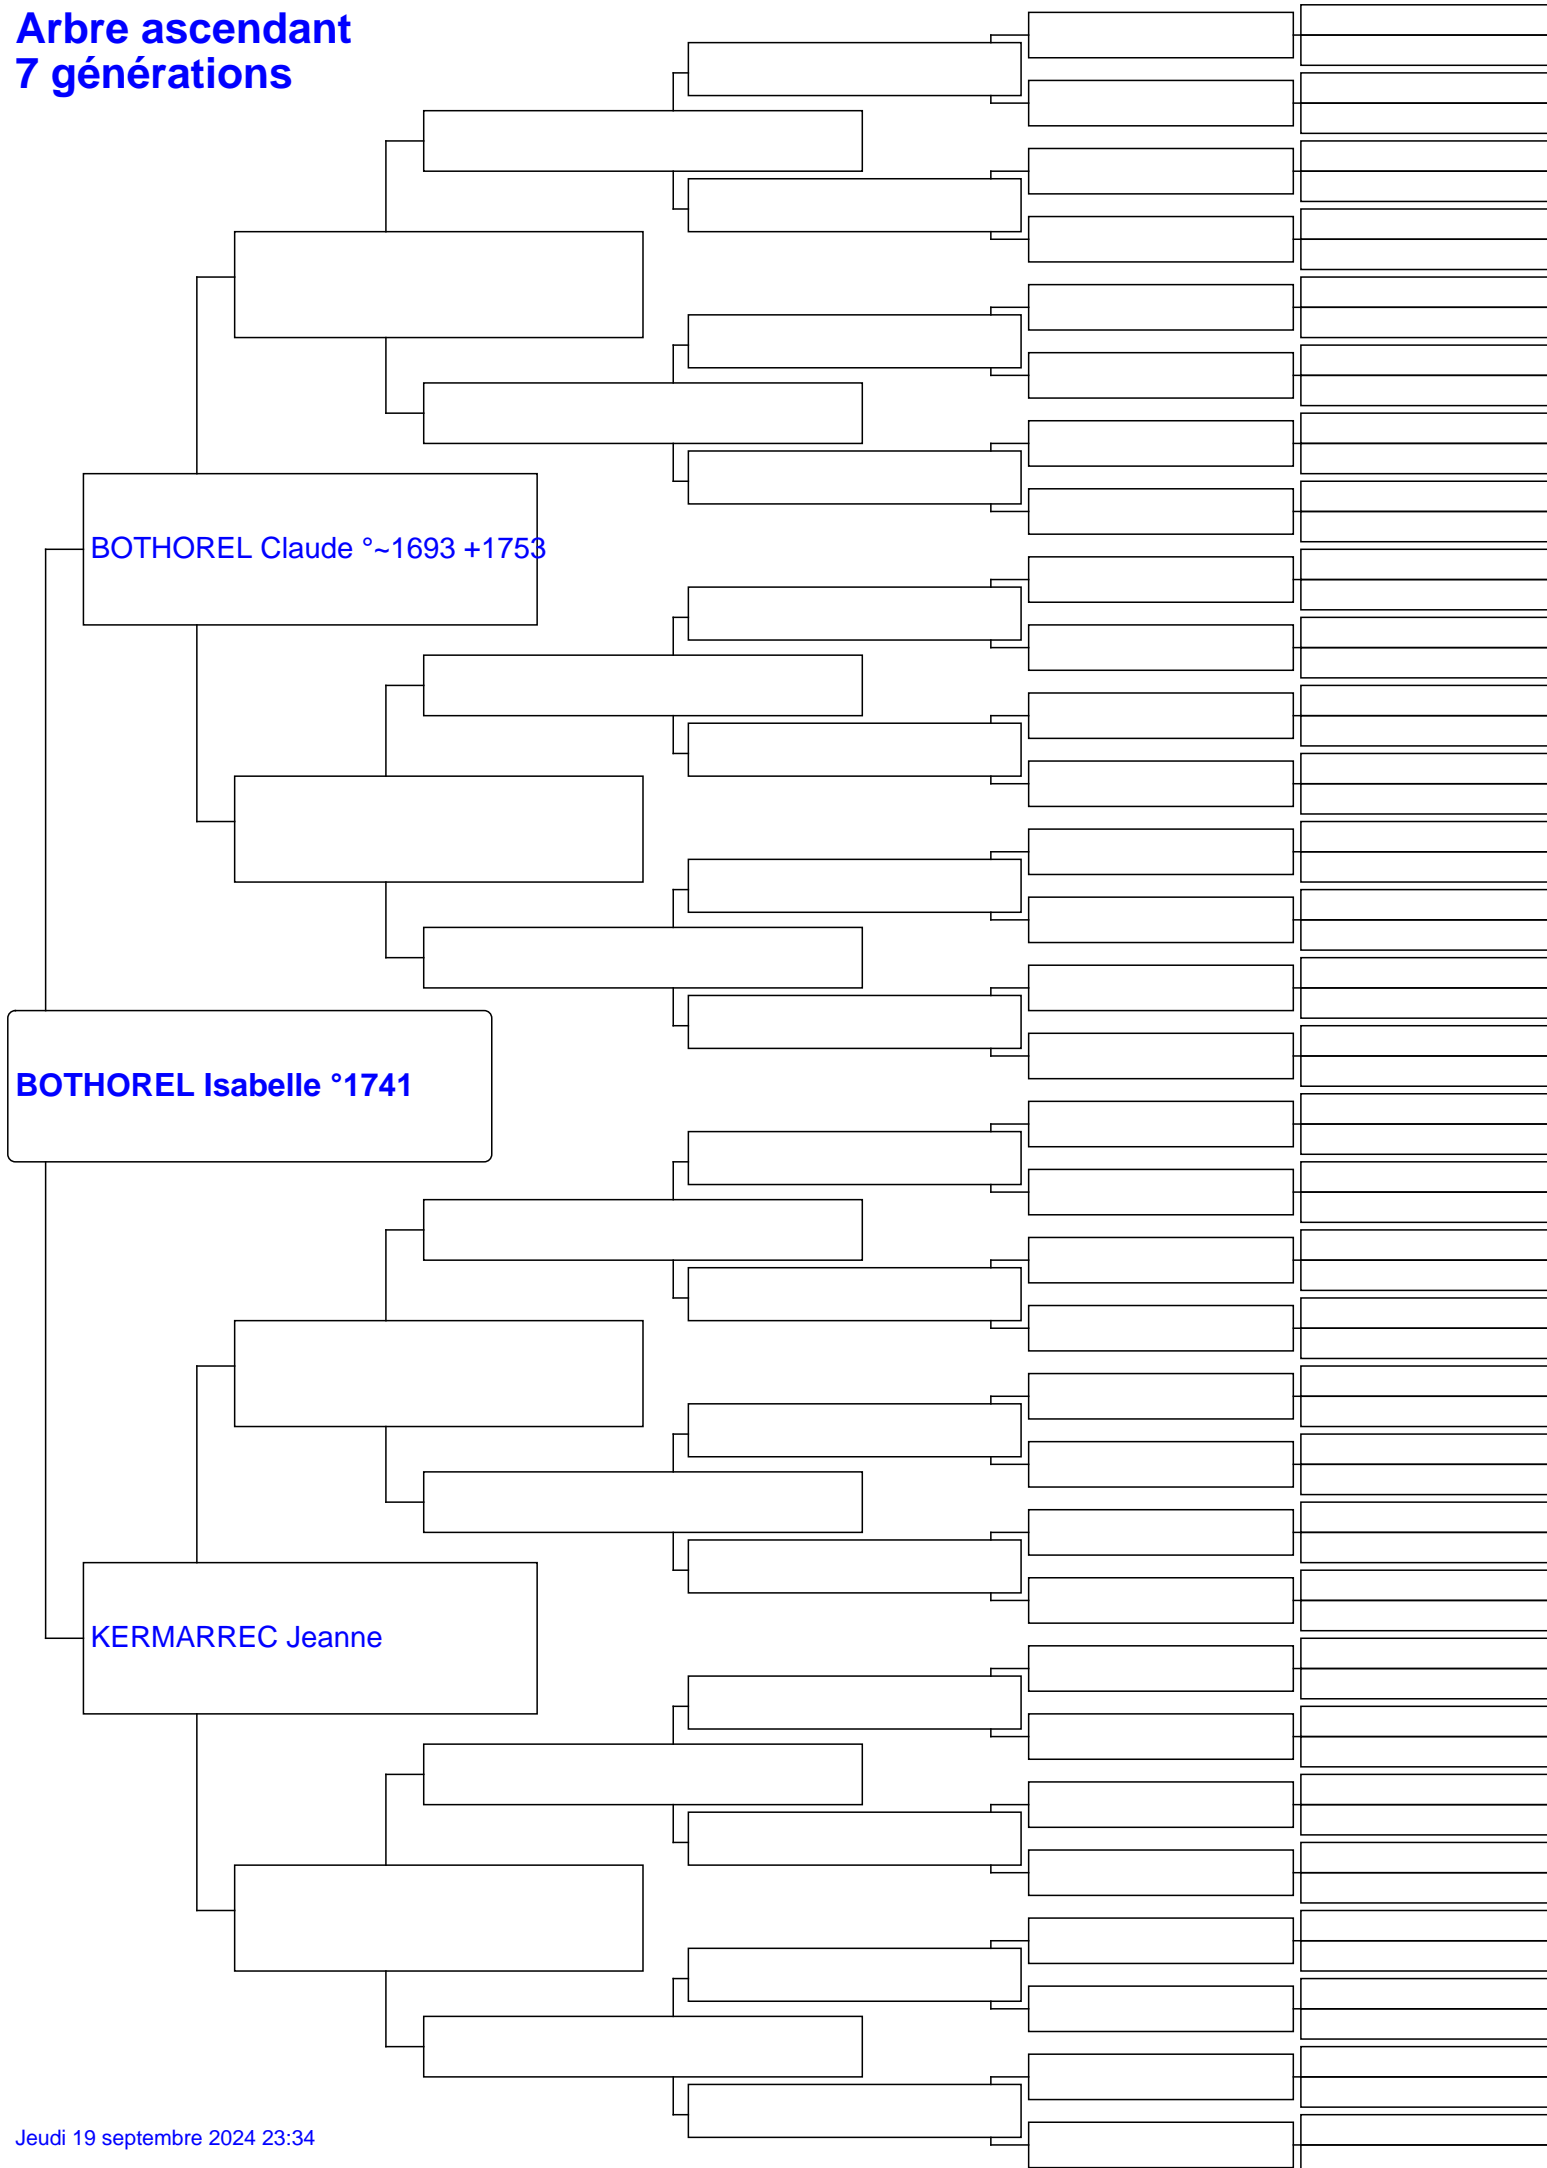 Arbre ascendant
7 générations
BOTHOREL Claude °~1693 +1753
BOTHOREL Isabelle °1741
KERMARREC Jeanne
Jeudi 19 septembre 2024 23:34